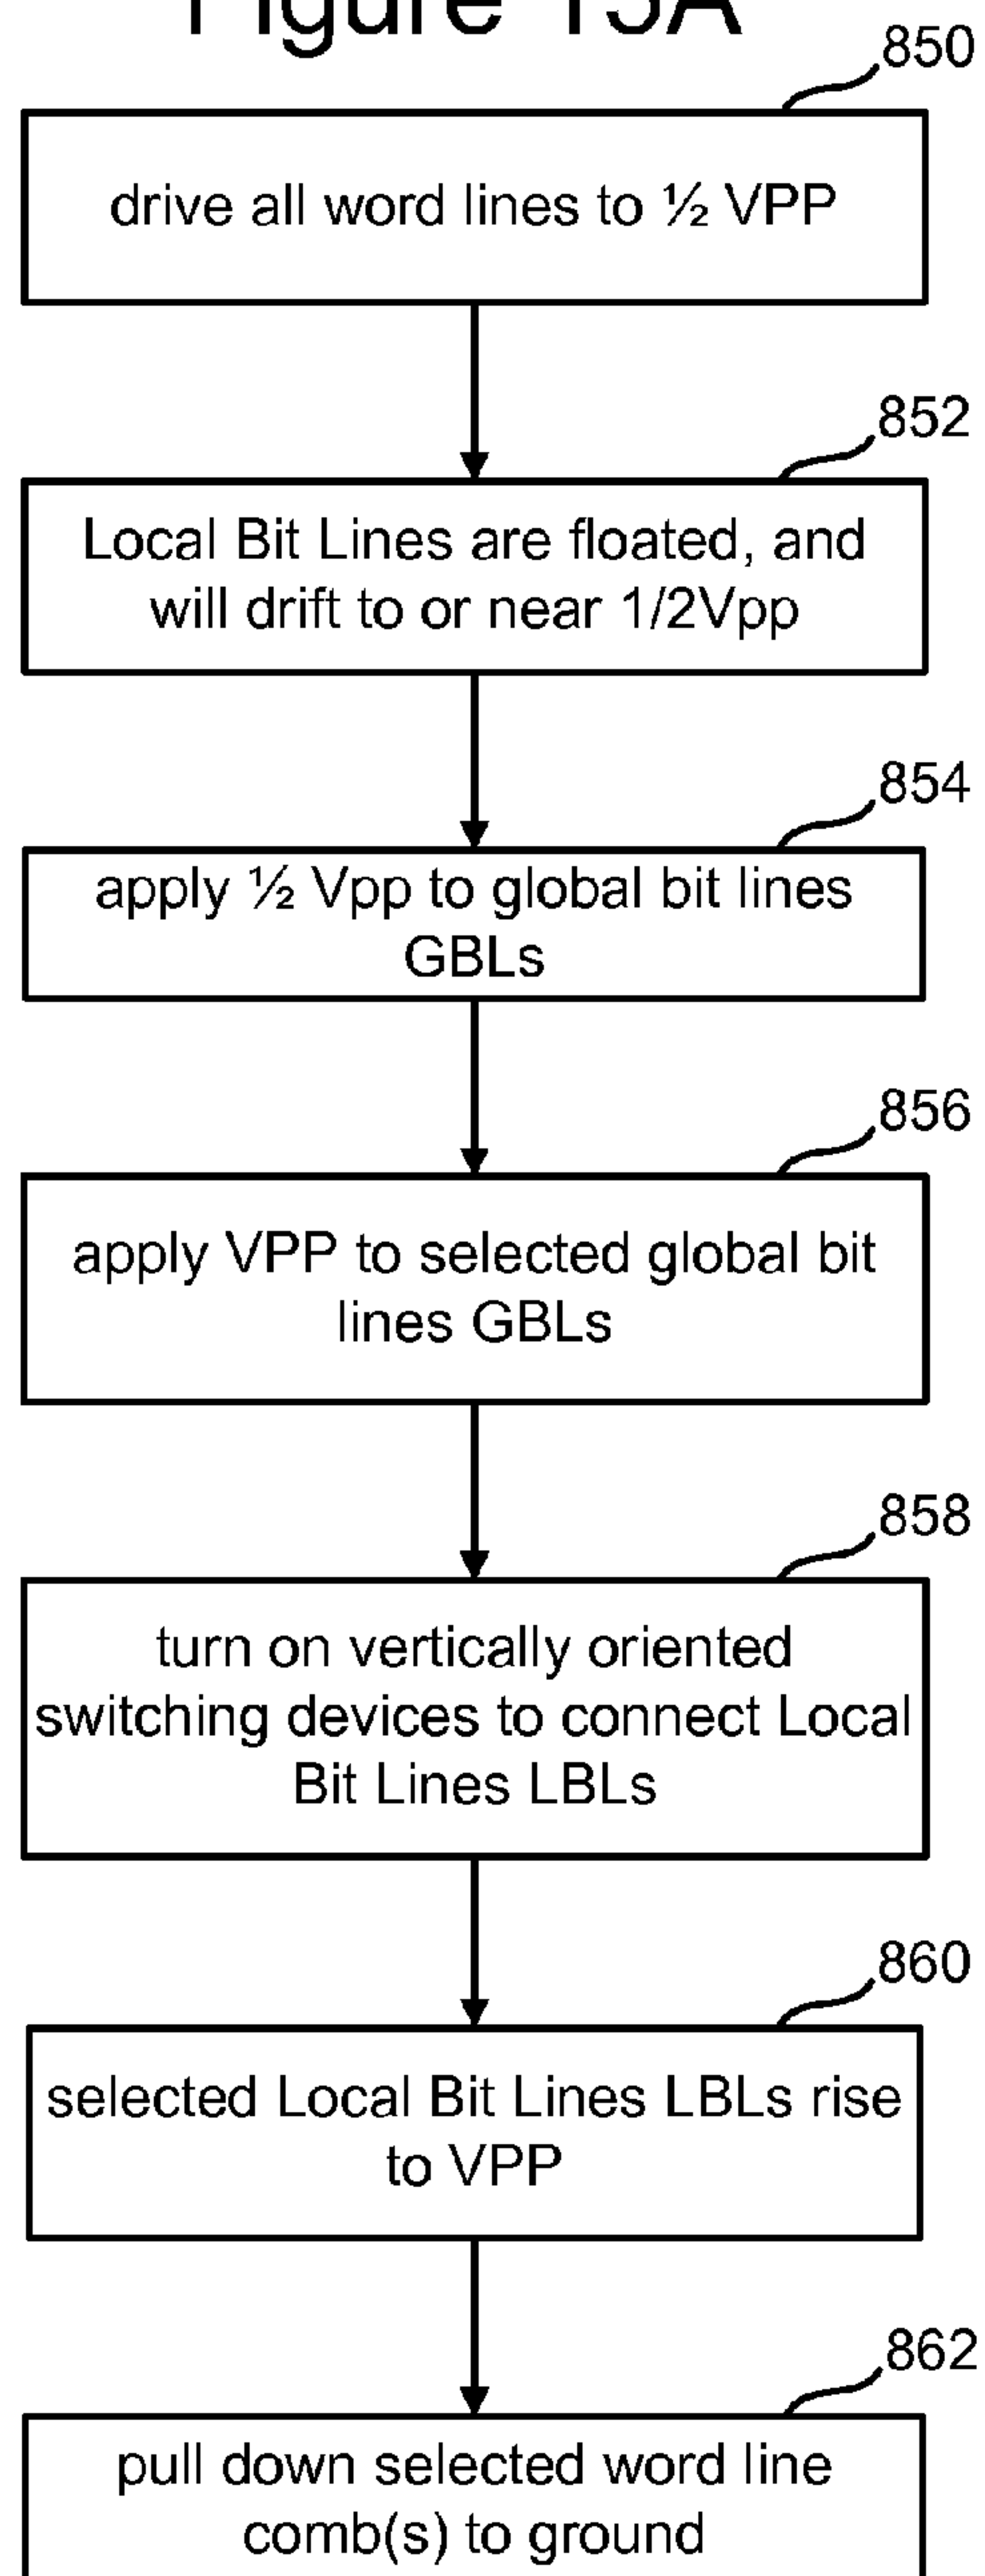 Figure 15A
850
drive all word lines to ½ VPP
852
Local Bit Lines are floated, and
will drift to or near 1/2Vpp
854
apply ½ Vpp to global bit lines
GBLs
856
apply VPP to selected global bit
lines GBLs
858
turn on vertically oriented
switching devices to connect Local
Bit Lines LBLs
860
selected Local Bit Lines LBLs rise
to VPP
862
pull down selected word line
comb(s) to ground